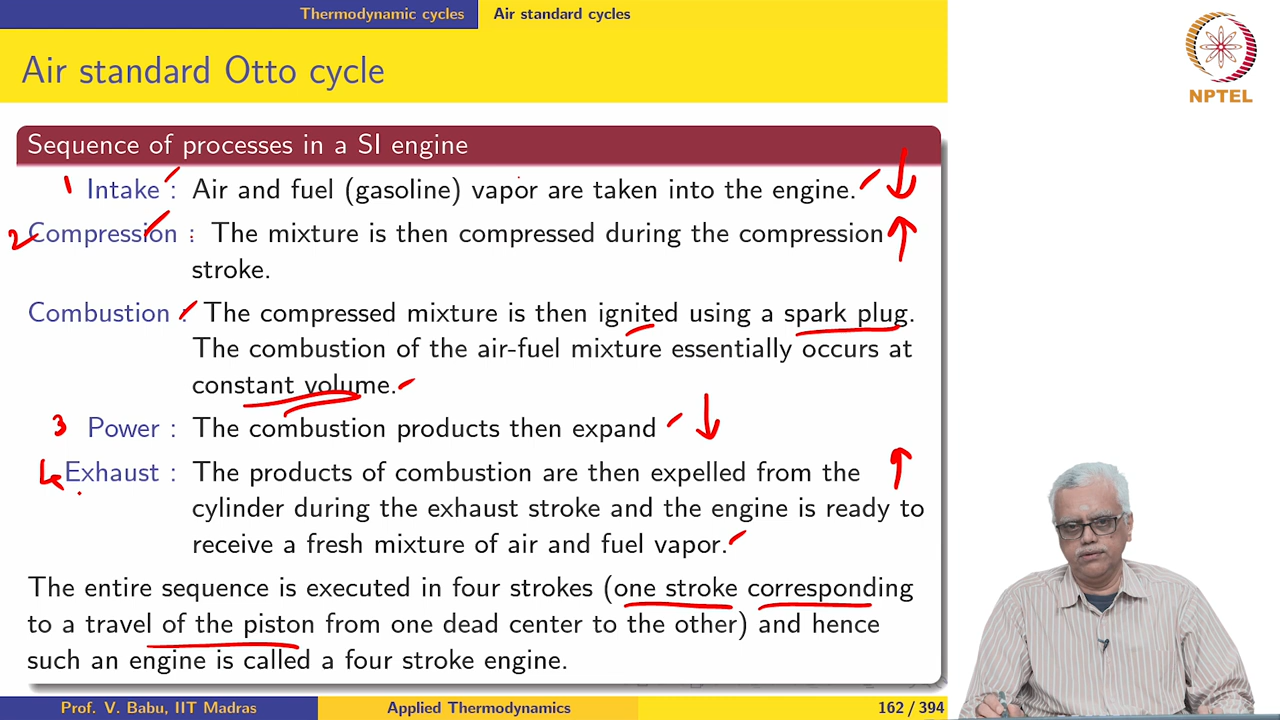 Thermodynamic cycles Air standard cycles
Air standard Otto cycle
NPTEL
Sequence of processes in a SI engine
1 Intake : Air and fuel (gasoline) vapor are taken into the engine.
2 Compression : The mixture is then compressed during the compression
stroke.
Combustion : The compressed mixture is then ignited using a spark plug.
The combustion of the air-fuel mixture essentially occurs at
constant volume.
3 Power : The combustion products then expand
4 Exhaust : The products of combustion are then expelled from the
cylinder during the exhaust stroke and the engine is ready to
receive a fresh mixture of air and fuel vapor.
The entire sequence is executed in four strokes (one stroke corresponding
to a travel of the piston from one dead center to the other) and hence
such an engine is called a four stroke engine.
Prof. V. Babu, IIT Madras Applied Thermodynamics 162 / 394